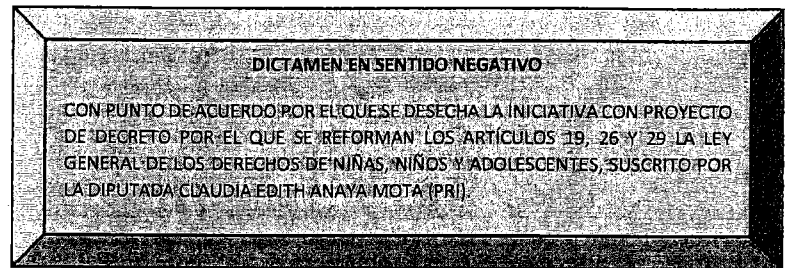 DICTAMEN EN SENTIDO NEGATIVO
CON PUNTO DE ACUERDO POR EL QUE SE DESECHA LA INICIATIVA CON PROYECTO
DE DECRETO POR EL QUE SE REFORMAN LOS ARTÍCULOS 19, 26 Y 29 LA LEY
GENERAL DE LOS DERECHOS DE NIÑAS, NIÑOS Y ADOLESCENTES, SUSCRITO POR
LA DIPUTADA CLAUDIA EDITH ANAYA MOTA (PRI).